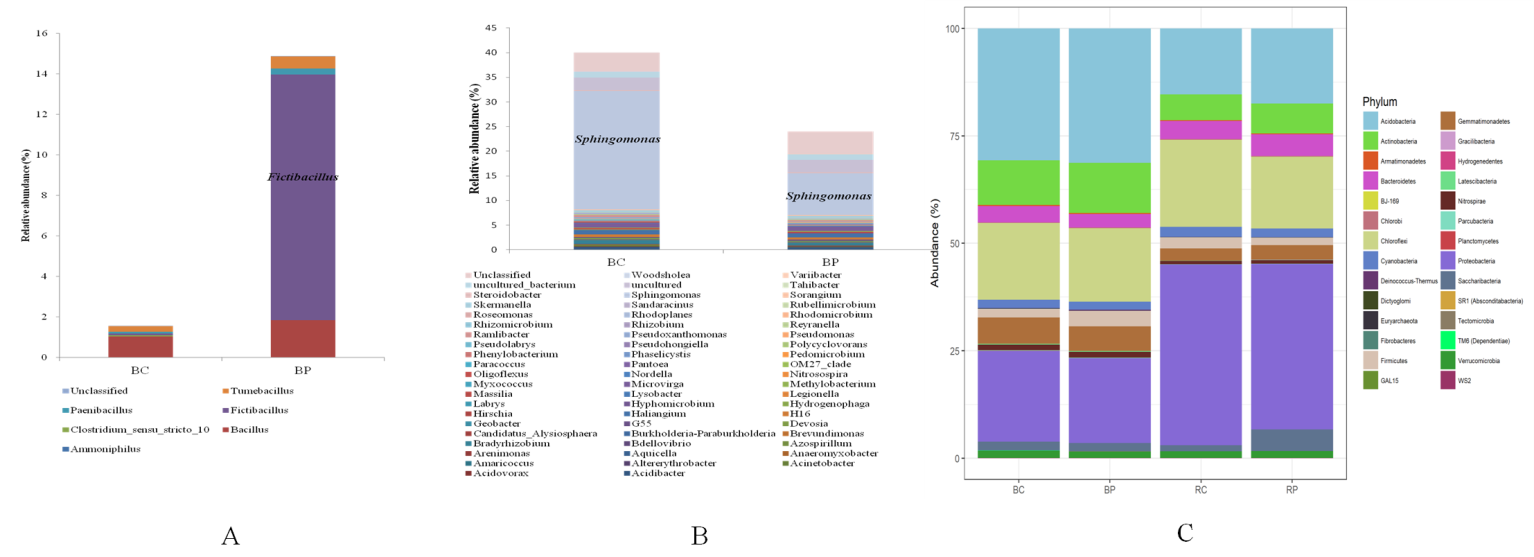 16
14
12
10
8
6
4
2
0
Relative abundance (%)
Fictibacillus
BC
BP
Unclassified
Tumebacillus
Paenibacillus
Fictibacillus
Clostridium_sensu_stricto_10
Bacillus
Ammoniphilus
A
45
40
35
30
25
20
15
10
5
0
Relative abundance (%)
Sphingomonas
Sphingomonas
BC
BP
Unclassified Woodsholea Variibacter
uncultured_bacterium uncultured Tahibacter
Steroidobacter Sphingomonas Sorangium
Skermanella Sandaracinus Rubellimicrobium
Roseomonas Rhodoplanes Rhodomicrobium
Rhizomicrobium Rhizobium Reyranella
Ramlibacter Pseudoxanthomonas Pseudomonas
Pseudolabrys Pseudohongiella Polycyclovorans
Phenylobacterium Phaselicystis Pedomicrobium
Paracoccus Pantoea OM27_clade
Oligoflexus Nordella Nitrosospira
Myxococcus Microvirga Methylobacterium
Massilia Lysobacter Legionella
Labrys Hyphomicrobium Hydrogenophaga
Hirschia Haliangium H16
Geobacter G55 Devosia
Candidatus_Alysiosphaera Burkholderia-Paraburkholderia Brevundimonas
Bradyrhizobium Bdellovibrio Azospirillum
Arenimonas Aquicella Anaeromyxobacter
Amaricoccus Altererythrobacter Acinetobacter
Acidovorax Acidibacter
B
100
75
50
25
0
Abundance (%)
BC
BP
RC
RP
Phylum
Acidobacteria Gemmatimonadetes
Actinobacteria Gracilibacteria
Armatimonadetes Hydrogenedentes
Bacteroidetes Latescibacteria
BJ-169 Nitrospirae
Chlorobi Parcubacteria
Chloroflexi Planctomycetes
Cyanobacteria Proteobacteria
Deinococcus-Thermus Saccharibacteria
Dictyoglomi SR1 (Absconditabacteria)
Euryarchaeota Tectomicrobia
Fibrobacteres TM6 (Dependentiae)
Firmicutes Verrucomicrobia
GAL15 WS2
C